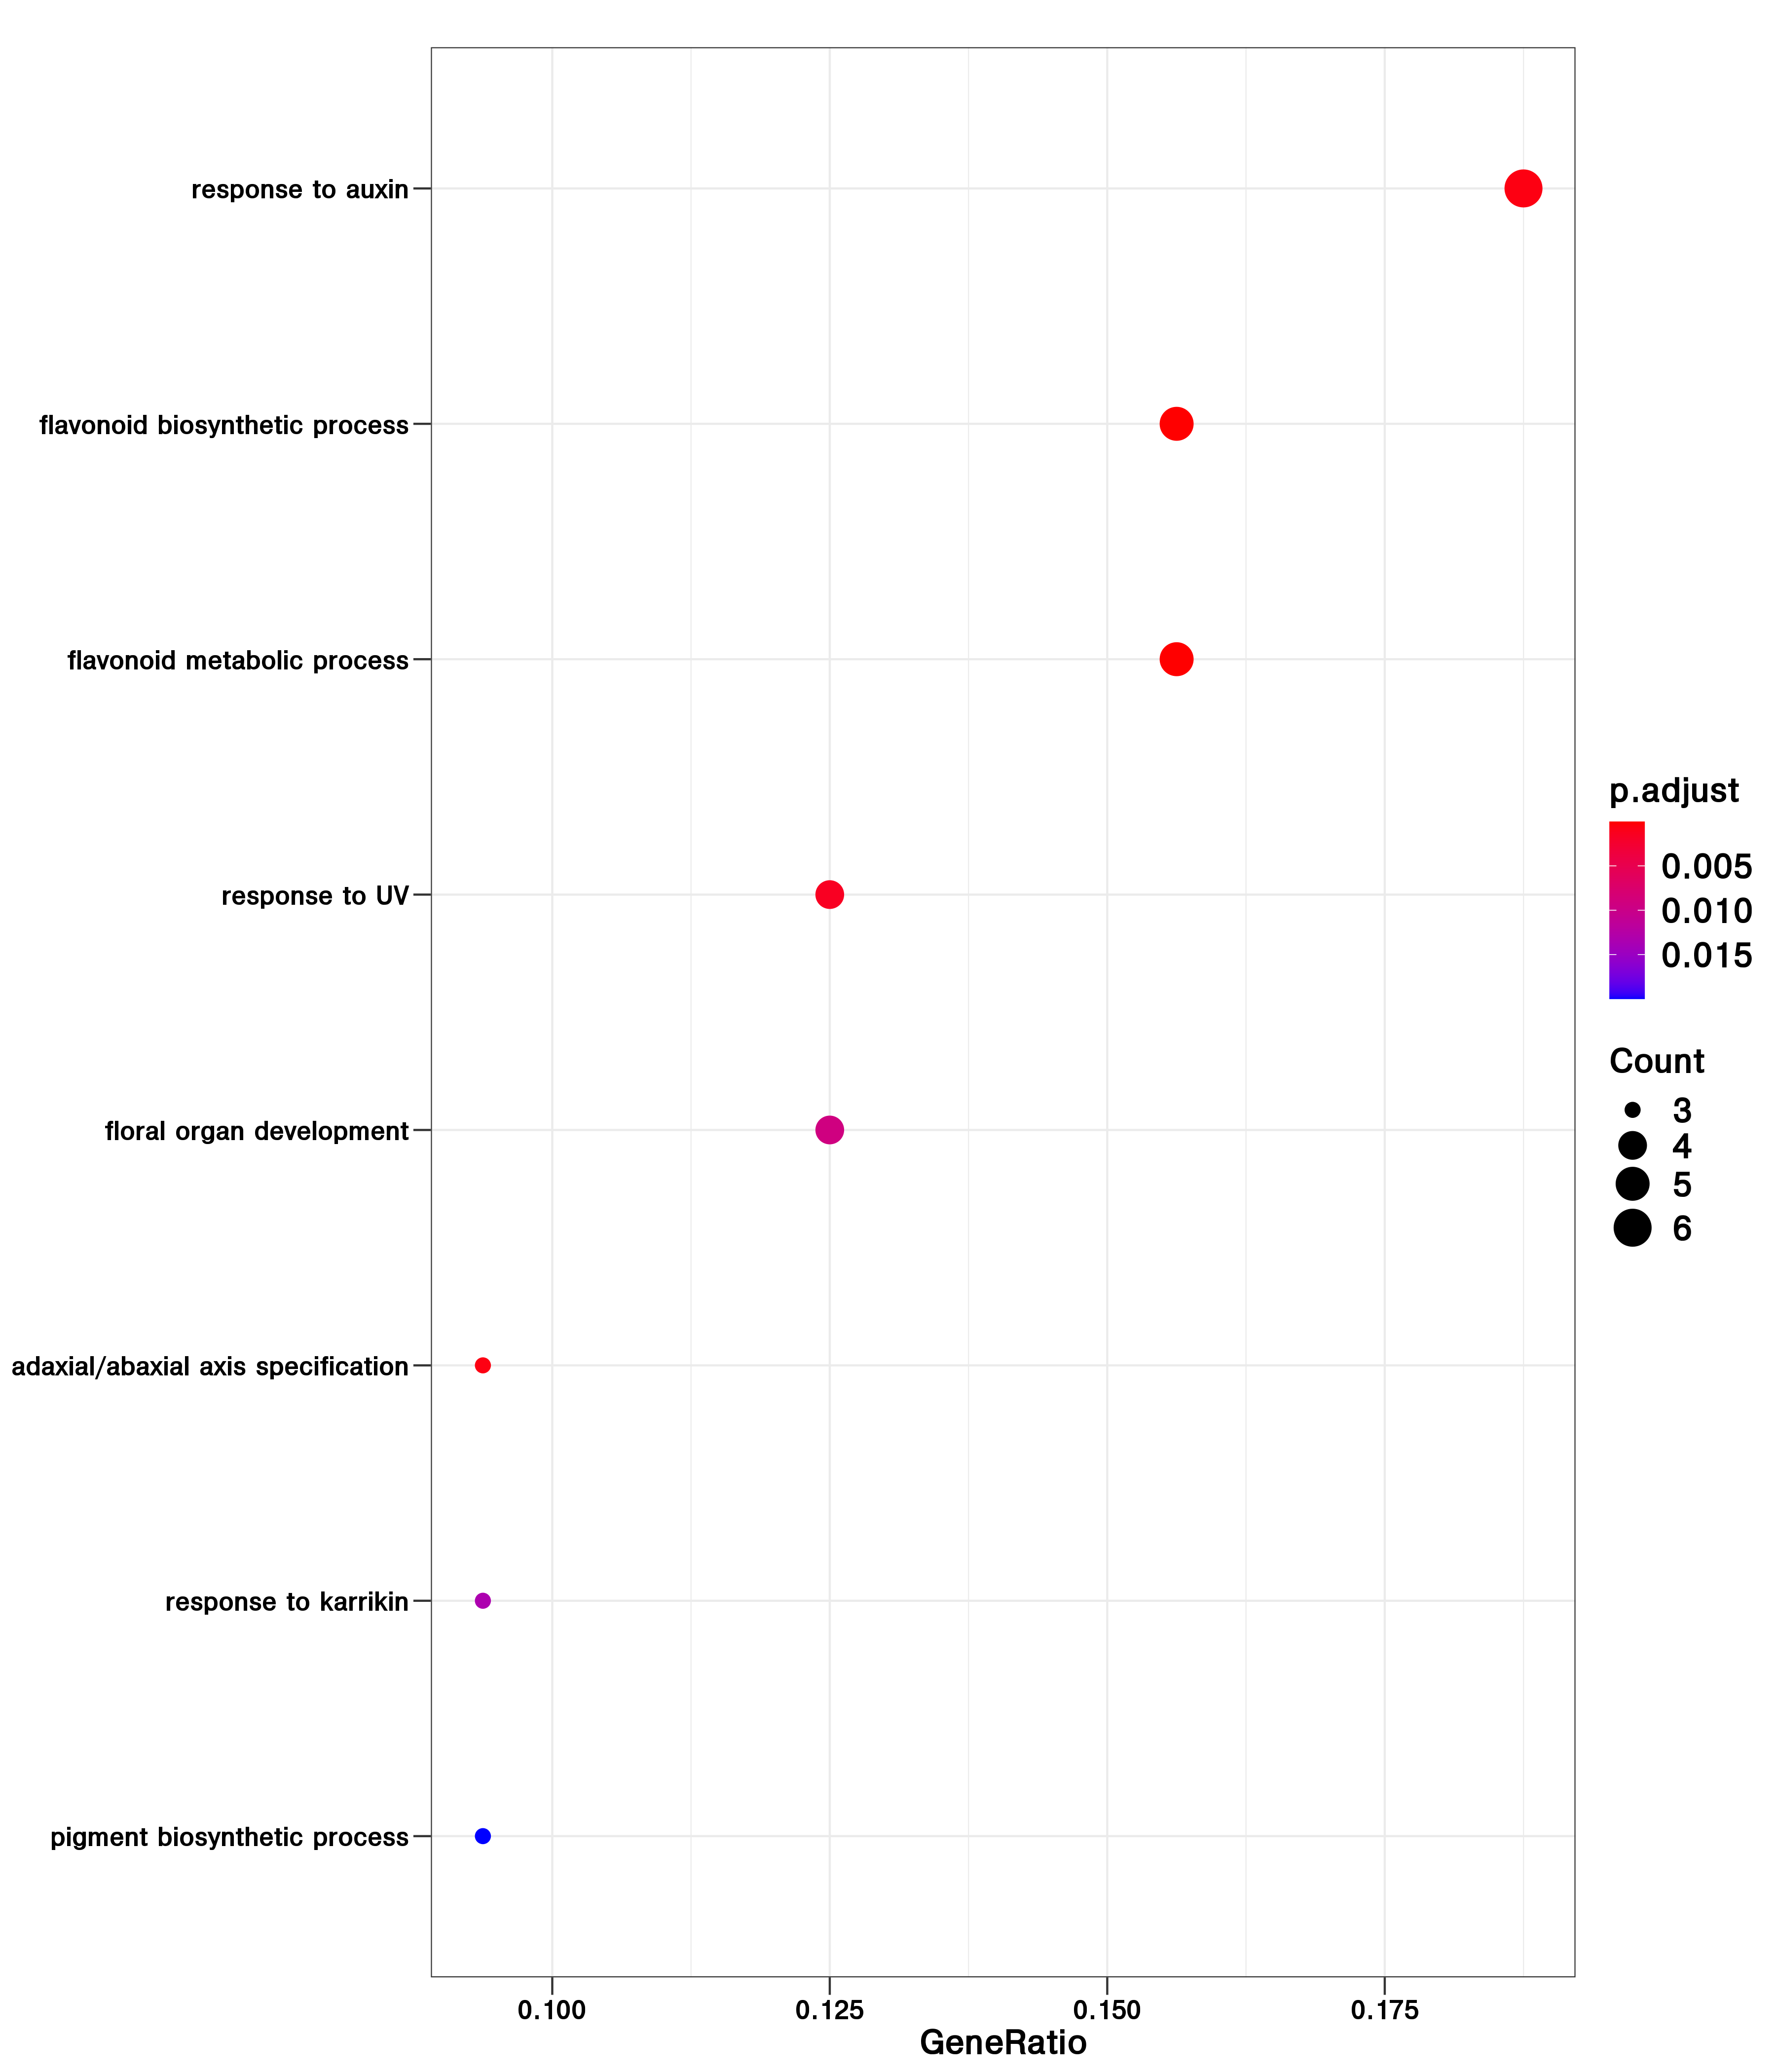 response to auxin
flavonoid biosynthetic process
flavonoid metabolic process
response to UV
floral organ development
adaxial/abaxial axis specification
response to karrikin
pigment biosynthetic process
0.100 0.125 0.150 0.175
GeneRatio
p.adjust
0.005
0.010
0.015
Count
3
4
5
6